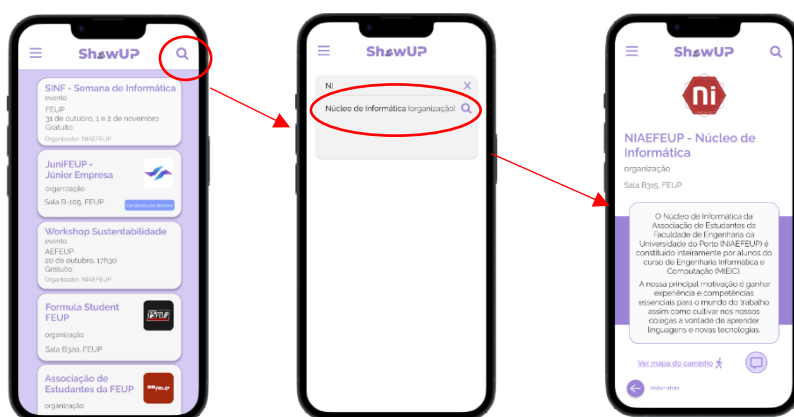 ShowUP
SINF - Semana de Informática
evento
FEUP
31 de outubro, 1 e 2 de novembro
Gratuito
Organizador: NIAEFEUP
JuniFEUP -
Júnior Empresa
organização
Sala B-109, FEUP
Candidaturas abertas
Workshop Sustentabilidade
evento
AEFEUP
20 de outubro, 17h30
Gratuito
Organizador: NIAEFEUP
Formula Student
FEUP
organização
Sala B320, FEUP
Associação de
Estudantes da FEUP
organização
ShowUP
NI
X
Núcleo de Informática (organização)
ShowUP
ni
NIAEFEUP - Núcleo de
Informática
organização
Sala B315, FEUP
O Núcleo de Informática da
Associação de Estudantes da
Faculdade de Engenharia da
Universidade do Porto (NIAEFEUP) é
constituído inteiramente por alunos do
curso de Engenharia Informática e
Computação (MIEIC).
A nossa principal motivação é ganhar
experiência e competências
essenciais para o mundo do trabalho
assim como cultivar nos nossos
colegas a vontade de aprender
linguagens e novas tecnologias.
Ver mapa do caminho
Voltar atrás